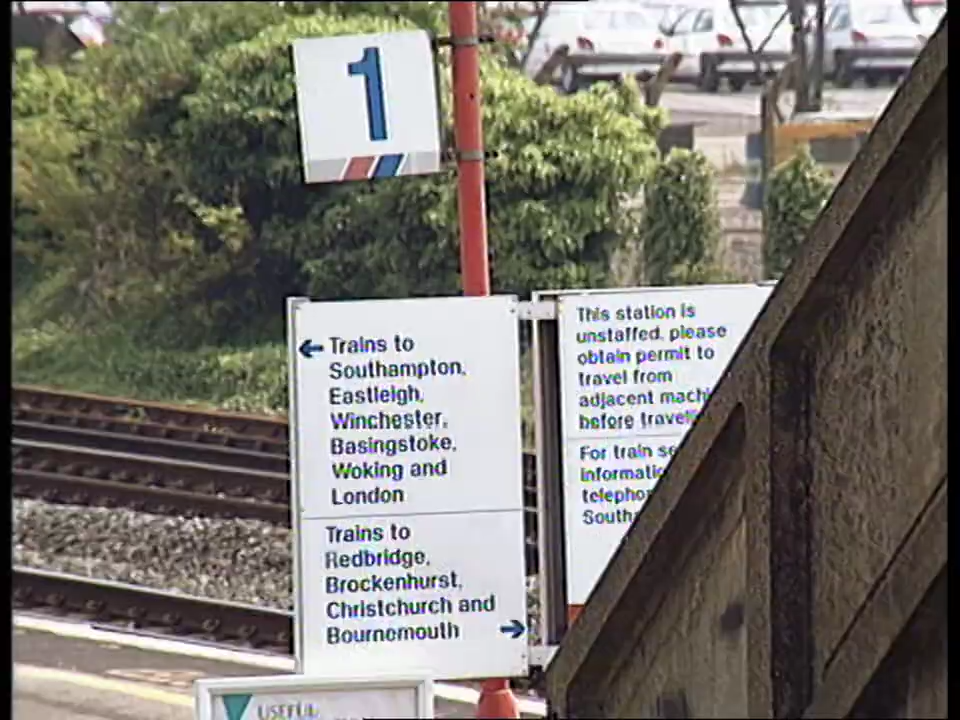 1
Trains to
Southampton,
Eastleigh,
Winchester,
Basingstoke,
Woking and
London
Trains to
Redbridge,
Brockenhurst,
Christchurch and
Bournemouth
This station is
unstaffed, please
obtain permit to
travel from
adjacent
before
For train
USEFUL